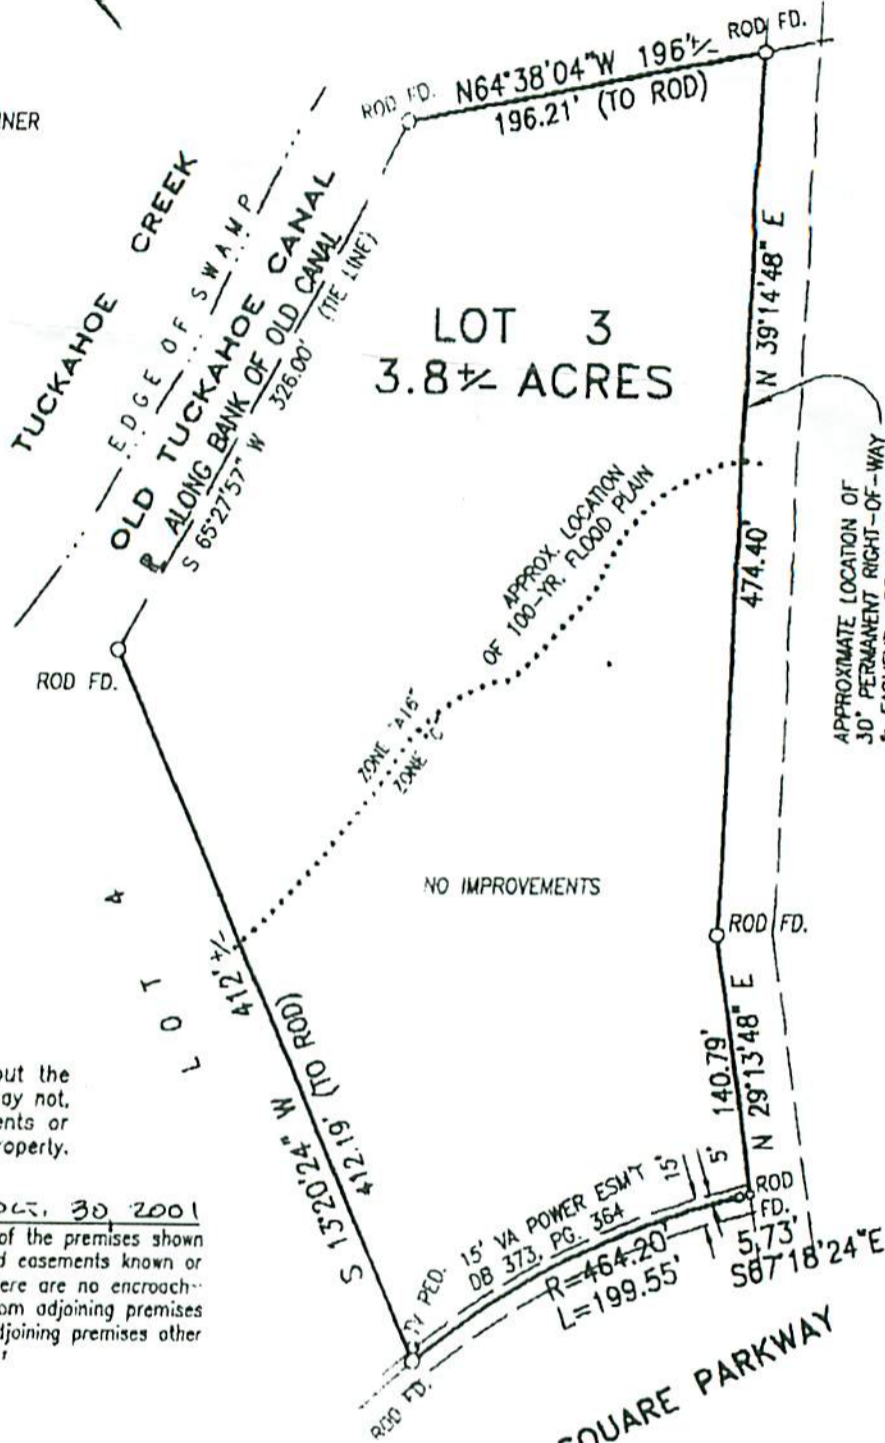 ROD FD.
N64°38'04"W 196'+/-
196.21' (TO ROD)
ROD FD.
TUCKAHOE CREEK
EDGE OF SWAMP
OLD TUCKAHOE CANAL
ALONG BANK OF OLD CANAL
S 65°27'57" W 326.00' (TIE LINE)
LOT 3
3.8+/- ACRES
N 39°14'48" E
474.40'
APPROXIMATE LOCATION OF
30' PERMANENT RIGHT-OF-WAY
APPROX. LOCATION
OF 100-YR. FLOOD PLAIN
ROD FD.
ZONE "A16"
ZONE "C"
NO IMPROVEMENTS
ROD FD.
LOT 4
412'+/-
S 13°20'24" W
412.19' (TO ROD)
140.79'
N 29°13'48" E
out the
ay not,
ents or
operty.
30 2001
of the premises shown
d easements known or
ere are no encroach-
om adjoining premises
djoining premises other
TV PED.
15' VA POWER ESM'T
DB 373, PG. 364
15'
5'
ROD
FD.
R=464.20'
L=199.55'
5.73'
S67°18'24"E
ROD FD.
SQUARE PARKWAY